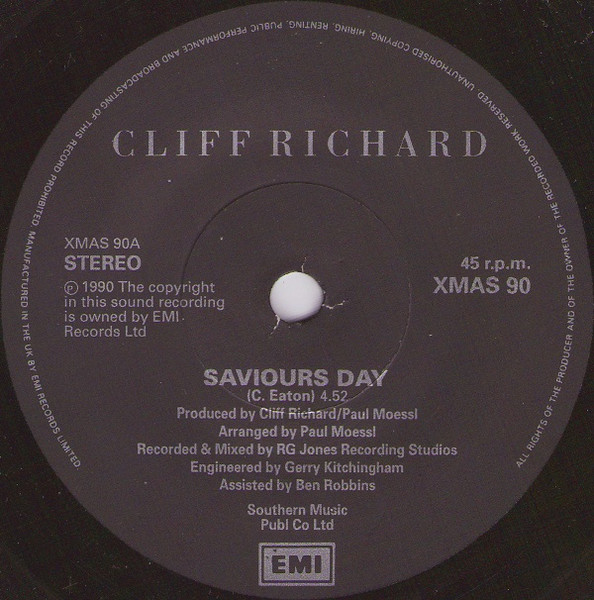 ALL RIGHTS OF THE PRODUCER AND OF THE OWNER OF THE RECORDED WORK RESERVED. UNAUTHORISED COPYING, HIRING, RENTING, PUBLIC PERFORMANCE AND BROADCASTING OF THIS RECORD PROHIBITED. MANUFACTURED IN THE UK BY EMI RECORDS LIMITED.
CLIFF RICHARD
XMAS 90A
STEREO
℗ 1990 The copyright
in this sound recording
is owned by EMI
Records Ltd
45 r.p.m.
XMAS 90
SAVIOURS DAY
(C. Eaton) 4.52
Produced by Cliff Richard/Paul Moessl
Arranged by Paul Moessl
Recorded & Mixed by RG Jones Recording Studios
Engineered by Gerry Kitchingham
Assisted by Ben Robbins
Southern Music
Publ Co Ltd
EMI